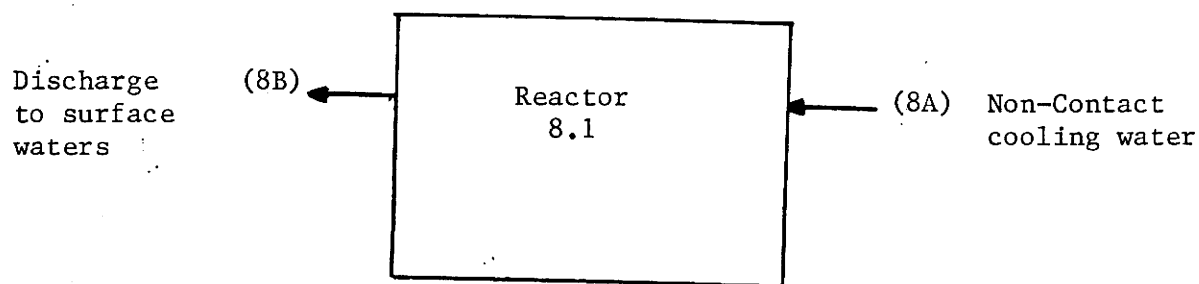 Discharge
to surface
waters
(8B)
Reactor
8.1
(8A)
Non-Contact
cooling water